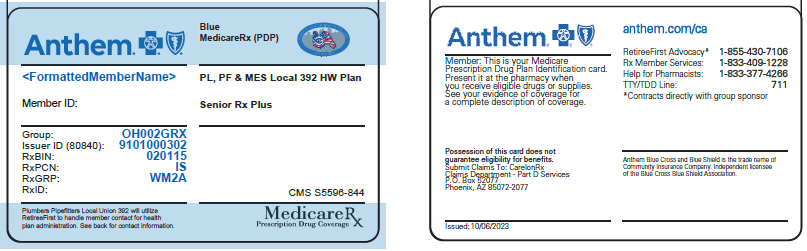 Anthem
Blue
MedicareRx (PDP)
<FormattedMemberName>
PL, PF & MES Local 392 HW Plan
Member ID:
Senior Rx Plus
Group: OH002GRX
Issuer ID (80840): 9101000302
RxBIN: 020115
RxPCN: IS
RxGRP: WM2A
RxID:
CMS S5596-844
Plumbers Pipefitters Local Union 392 will utilize
RetireeFirst to handle member contact for health
plan administration. See back for contact information.
MedicareRx
Prescription Drug Coverage
Anthem
Member: This is your Medicare
Prescription Drug Plan Identification card.
Present it at the pharmacy when
you receive eligible drugs or supplies.
See your evidence of coverage for
a complete description of coverage.
anthem.com/ca
RetireeFirst Advocacy* 1-855-430-7106
Rx Member Services: 1-833-409-1228
Help for Pharmacists: 1-833-377-4266
TTY/TDD Line: 711
*Contracts directly with group sponsor
Possession of this card does not
guarantee eligibility for benefits.
Submit Claims To: CarelonRx
Claims Department - Part D Services
P.O. Box 52077
Phoenix, AZ 85072-2077
Anthem Blue Cross and Blue Shield is the trade name of
Community Insurance Company. Independent licensee
of the Blue Cross Blue Shield Association.
Issued: 10/06/2023